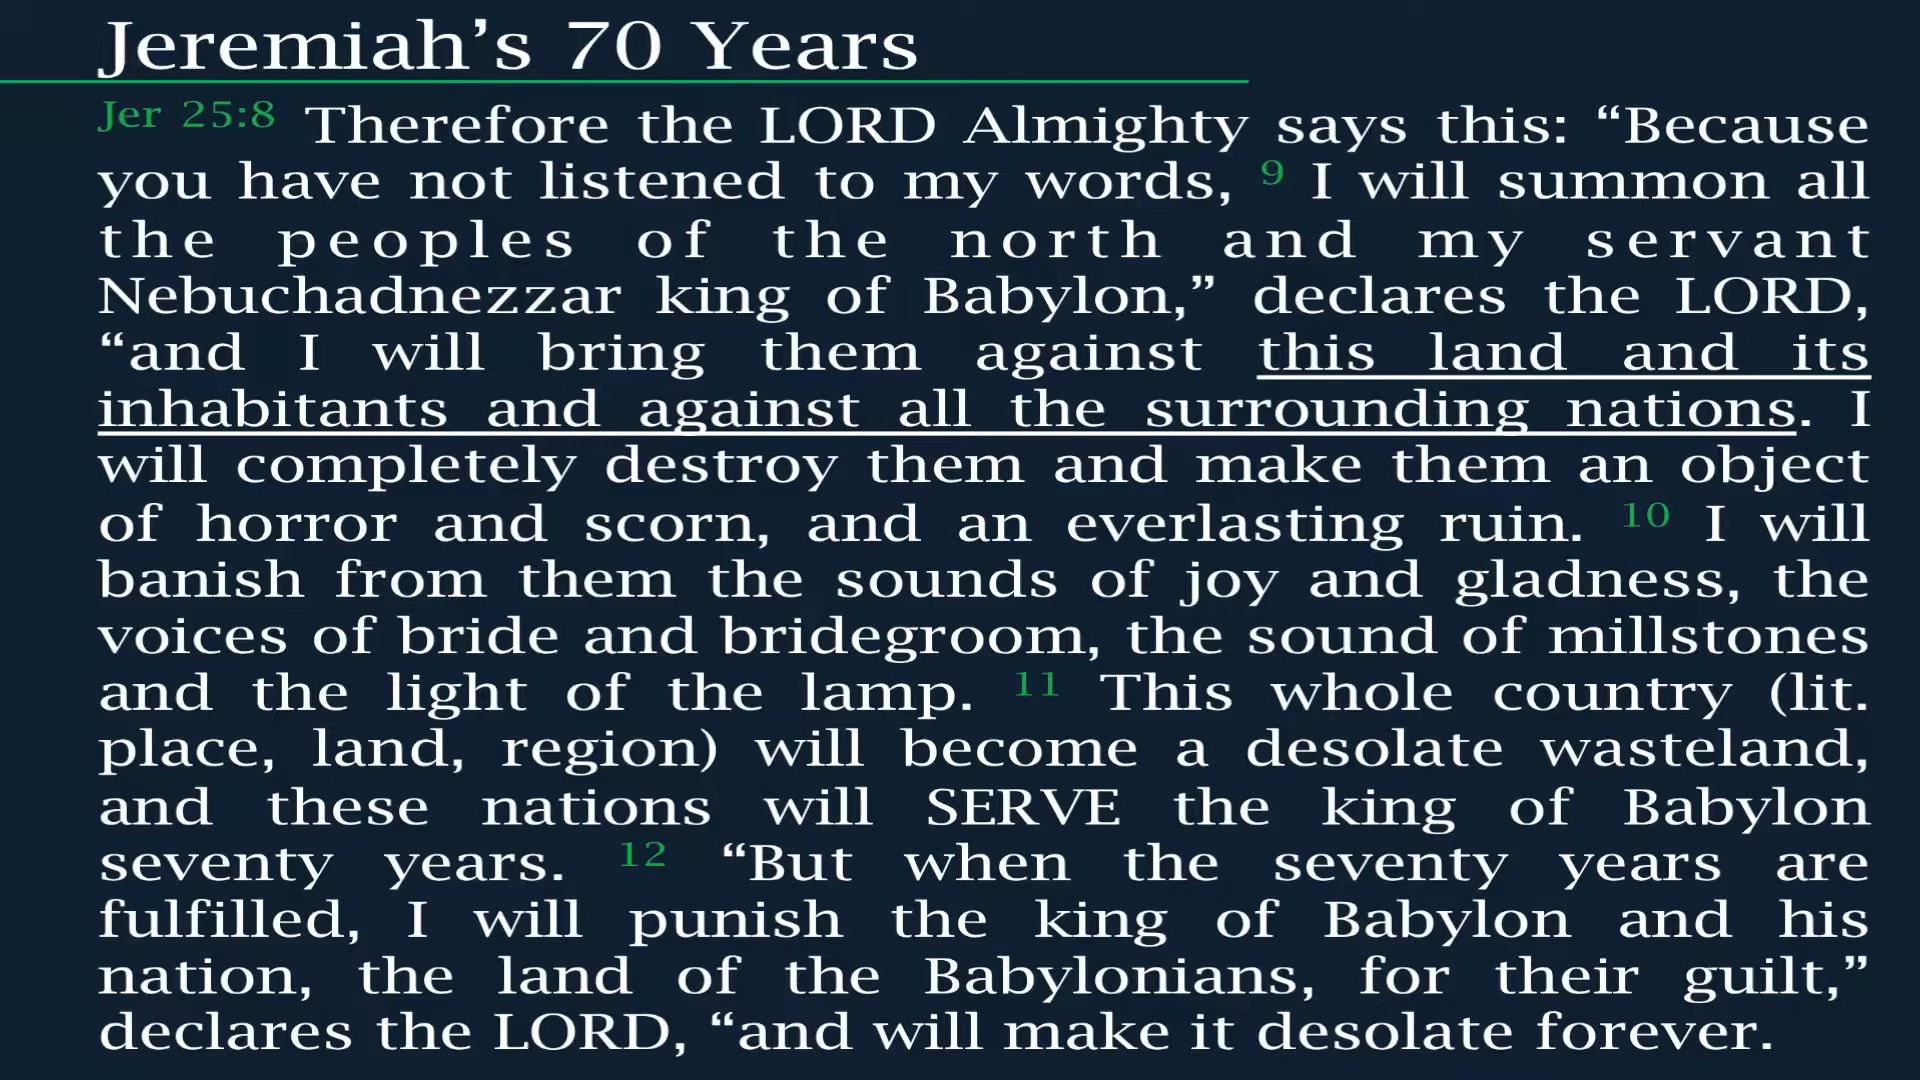 Jeremiah’s 70 Years
Jer 25:8 Therefore the LORD Almighty says this: “Because
you have not listened to my words, 9 I will summon all
the peoples of the north and my servant
Nebuchadnezzar king of Babylon,” declares the LORD,
“and I will bring them against this land and its
inhabitants and against all the surrounding nations. I
will completely destroy them and make them an object
of horror and scorn, and an everlasting ruin. 10 I will
banish from them the sounds of joy and gladness, the
voices of bride and bridegroom, the sound of millstones
and the light of the lamp. 11 This whole country (lit.
place, land, region) will become a desolate wasteland,
and these nations will SERVE the king of Babylon
seventy years. 12 “But when the seventy years are
fulfilled, I will punish the king of Babylon and his
nation, the land of the Babylonians, for their guilt,”
declares the LORD, “and will make it desolate forever.